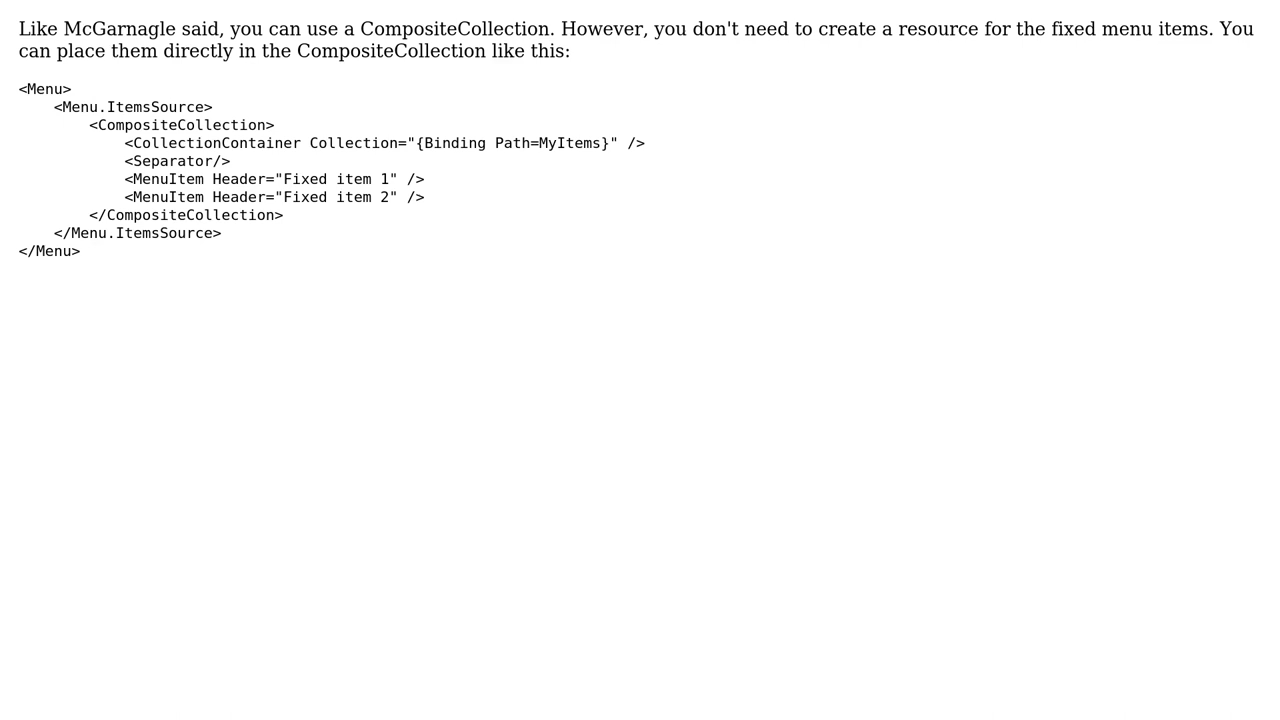 Like McGarnagle said, you can use a CompositeCollection. However, you don't need to create a resource for the fixed menu items. You
can place them directly in the CompositeCollection like this:
<Menu>
    <Menu.ItemsSource>
        <CompositeCollection>
            <CollectionContainer Collection="{Binding Path=MyItems}" />
            <Separator/>
            <MenuItem Header="Fixed item 1" />
            <MenuItem Header="Fixed item 2" />
        </CompositeCollection>
    </Menu.ItemsSource>
</Menu>